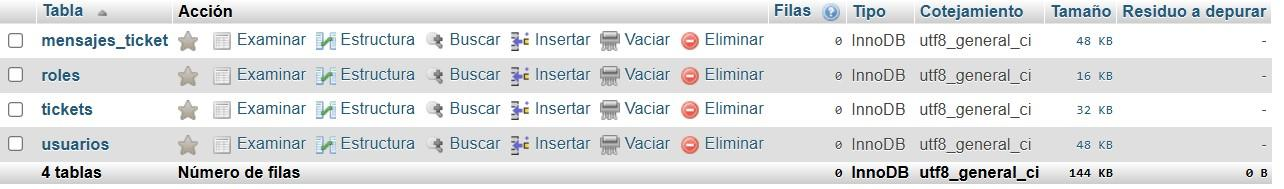 Tabla Acción Filas Tipo Cotejamiento Tamaño Residuo a depurar
mensajes_ticket Examinar Estructura Buscar Insertar Vaciar Eliminar 0 InnoDB utf8_general_ci 48 KB -
roles Examinar Estructura Buscar Insertar Vaciar Eliminar 0 InnoDB utf8_general_ci 16 KB -
tickets Examinar Estructura Buscar Insertar Vaciar Eliminar 0 InnoDB utf8_general_ci 32 KB -
usuarios Examinar Estructura Buscar Insertar Vaciar Eliminar 0 InnoDB utf8_general_ci 48 KB -
4 tablas Número de filas 0 InnoDB utf8_general_ci 144 KB 0 B